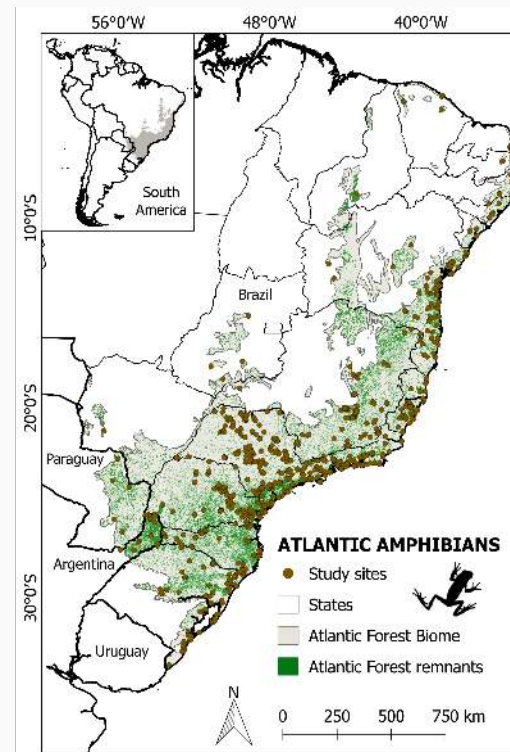 56°0'W 48°0'W 40°0'W
South
America
10°0'S
Brazil
20°0'S
Paraguay
Argentina
30°0'S
Uruguay
ATLANTIC AMPHIBIANS
Study sites
States
Atlantic Forest Biome
Atlantic Forest remnants
N
0 250 500 750 km